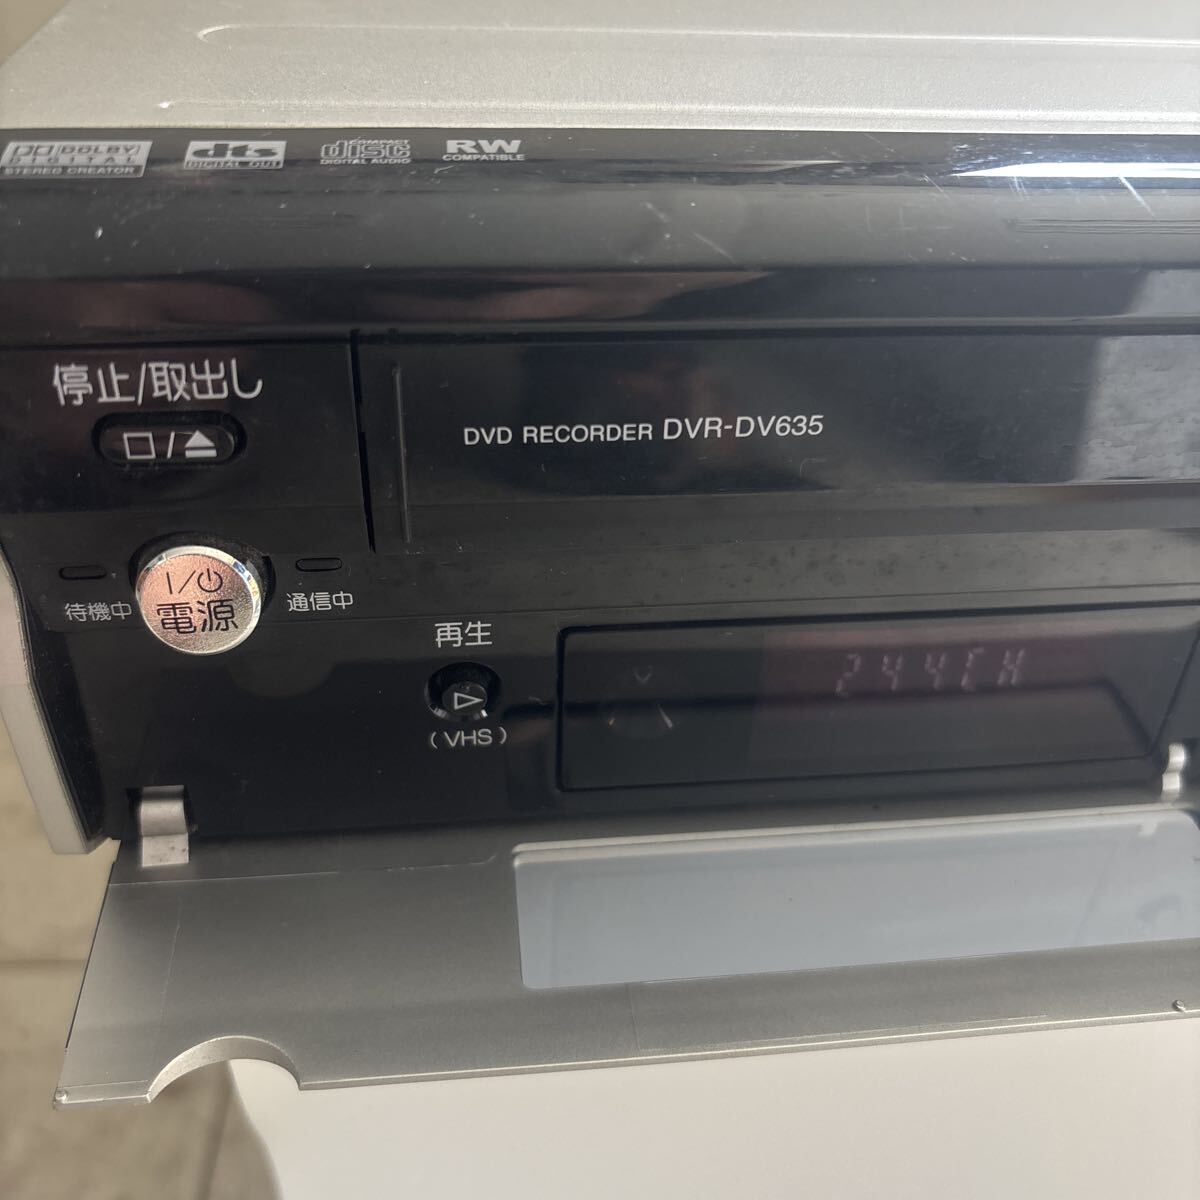 DOLBY DIGITAL STEREO CREATOR
dts DIGITAL OUT
COMPACT disc DIGITAL AUDIO
RW COMPATIBLE
停止/取出し
DVD RECORDER DVR-DV635
I/⏻
電源
待機中
通信中
再生
(VHS)
244CH